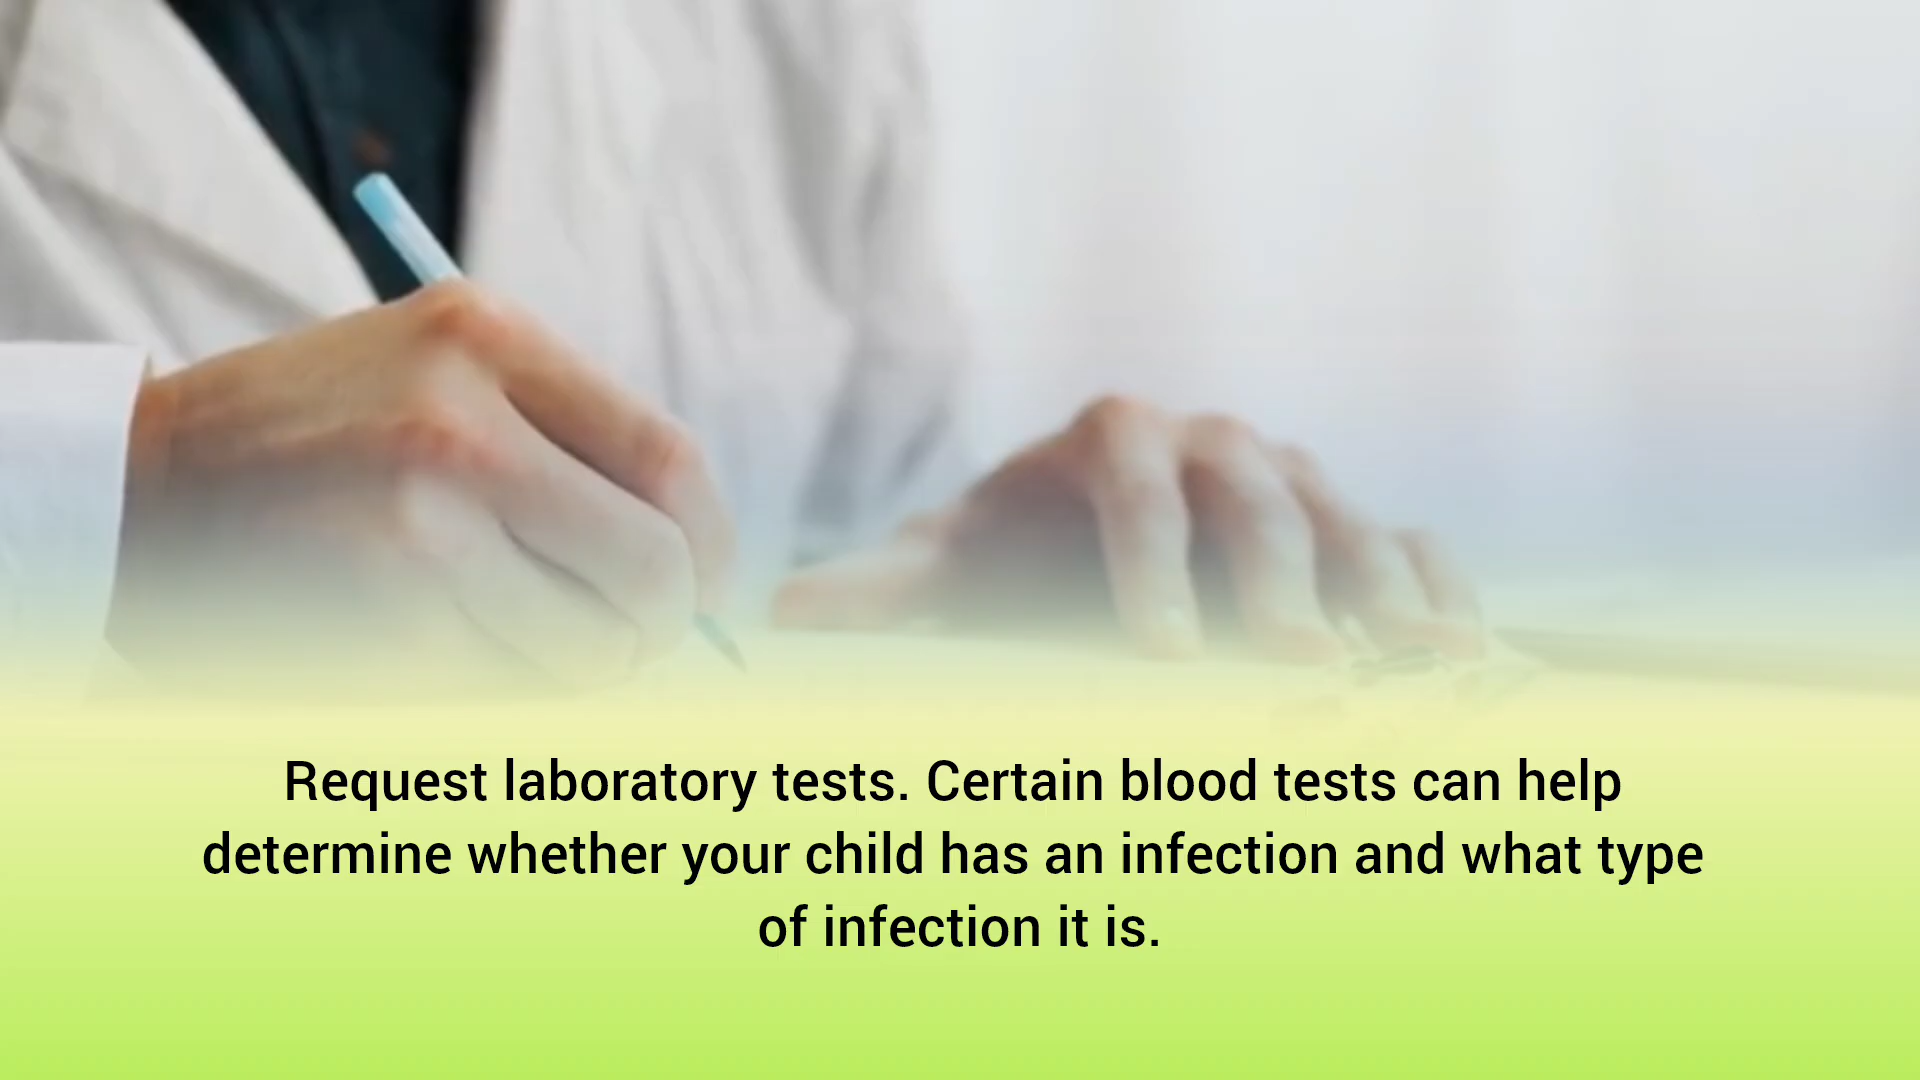 Request laboratory tests. Certain blood tests can help
determine whether your child has an infection and what type
of infection it is.